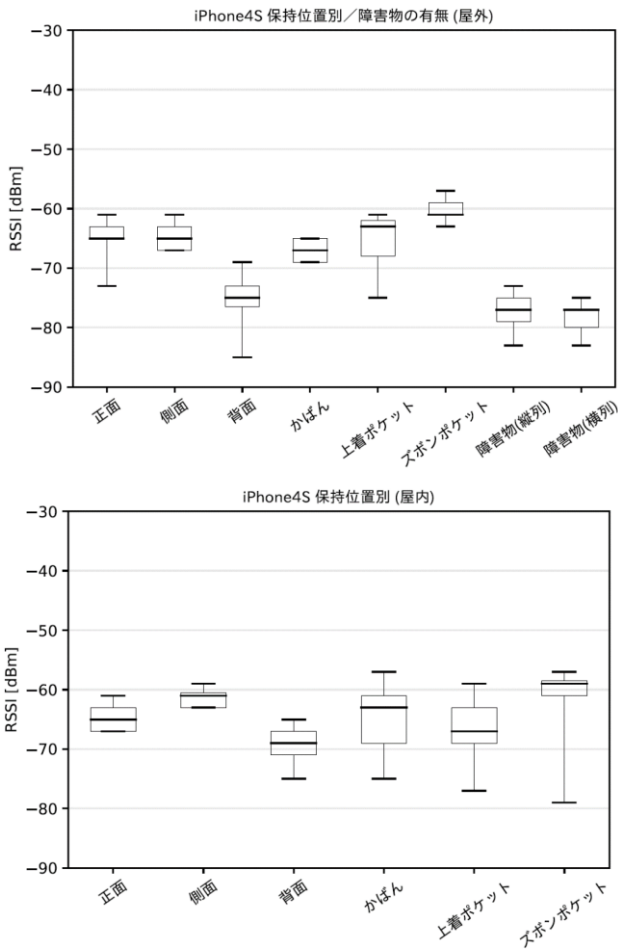 iPhone4S 保持位置別／障害物の有無 (屋外)
−30
−40
−50
−60
−70
−80
−90
RSSI [dBm]
正面
側面
背面
かばん
上着ポケット
ズボンポケット
障害物(縦列)
障害物(横列)
iPhone4S 保持位置別 (屋内)
−30
−40
−50
−60
−70
−80
−90
RSSI [dBm]
正面
側面
背面
かばん
上着ポケット
ズボンポケット